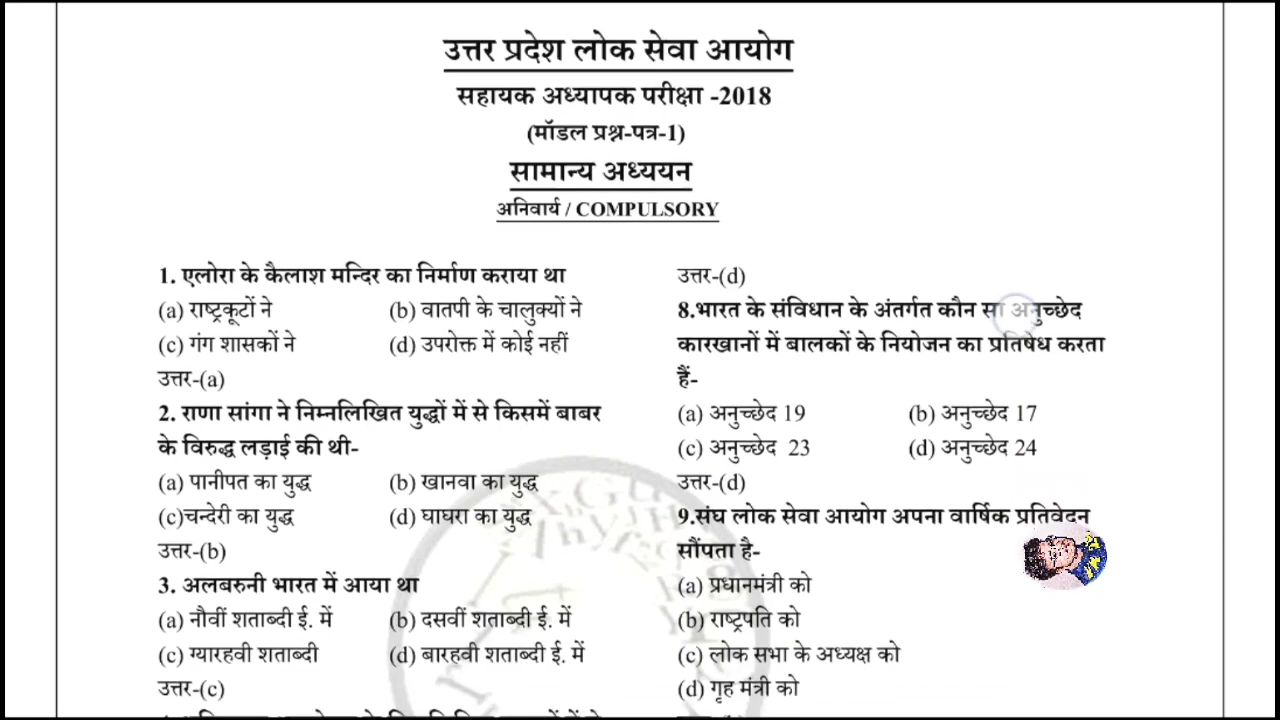 उत्तर प्रदेश लोक सेवा आयोग
सहायक अध्यापक परीक्षा -2018
(मॉडल प्रश्न-पत्र-1)
सामान्य अध्ययन
अनिवार्य / COMPULSORY
1. एलोरा के कैलाश मन्दिर का निर्माण कराया था
(a) राष्ट्रकूटों ने (b) वातपी के चालुक्यों ने
(c) गंग शासकों ने (d) उपरोक्त में कोई नहीं
उत्तर-(a)
2. राणा सांगा ने निम्नलिखित युद्धों में से किसमें बाबर
के विरुद्ध लड़ाई की थी-
(a) पानीपत का युद्ध (b) खानवा का युद्ध
(c)चन्देरी का युद्ध (d) घाघरा का युद्ध
उत्तर-(b)
3. अलबरुनी भारत में आया था
(a) नौवीं शताब्दी ई. में (b) दसवीं शताब्दी ई. में
(c) ग्यारहवी शताब्दी (d) बारहवी शताब्दी ई. में
उत्तर-(c)
उत्तर-(d)
8.भारत के संविधान के अंतर्गत कौन सा अनुच्छेद
कारखानों में बालकों के नियोजन का प्रतिषेध करता
हैं-
(a) अनुच्छेद 19 (b) अनुच्छेद 17
(c) अनुच्छेद 23 (d) अनुच्छेद 24
उत्तर-(d)
9.संघ लोक सेवा आयोग अपना वार्षिक प्रतिवेदन
सौंपता है-
(a) प्रधानमंत्री को
(b) राष्ट्रपति को
(c) लोक सभा के अध्यक्ष को
(d) गृह मंत्री को